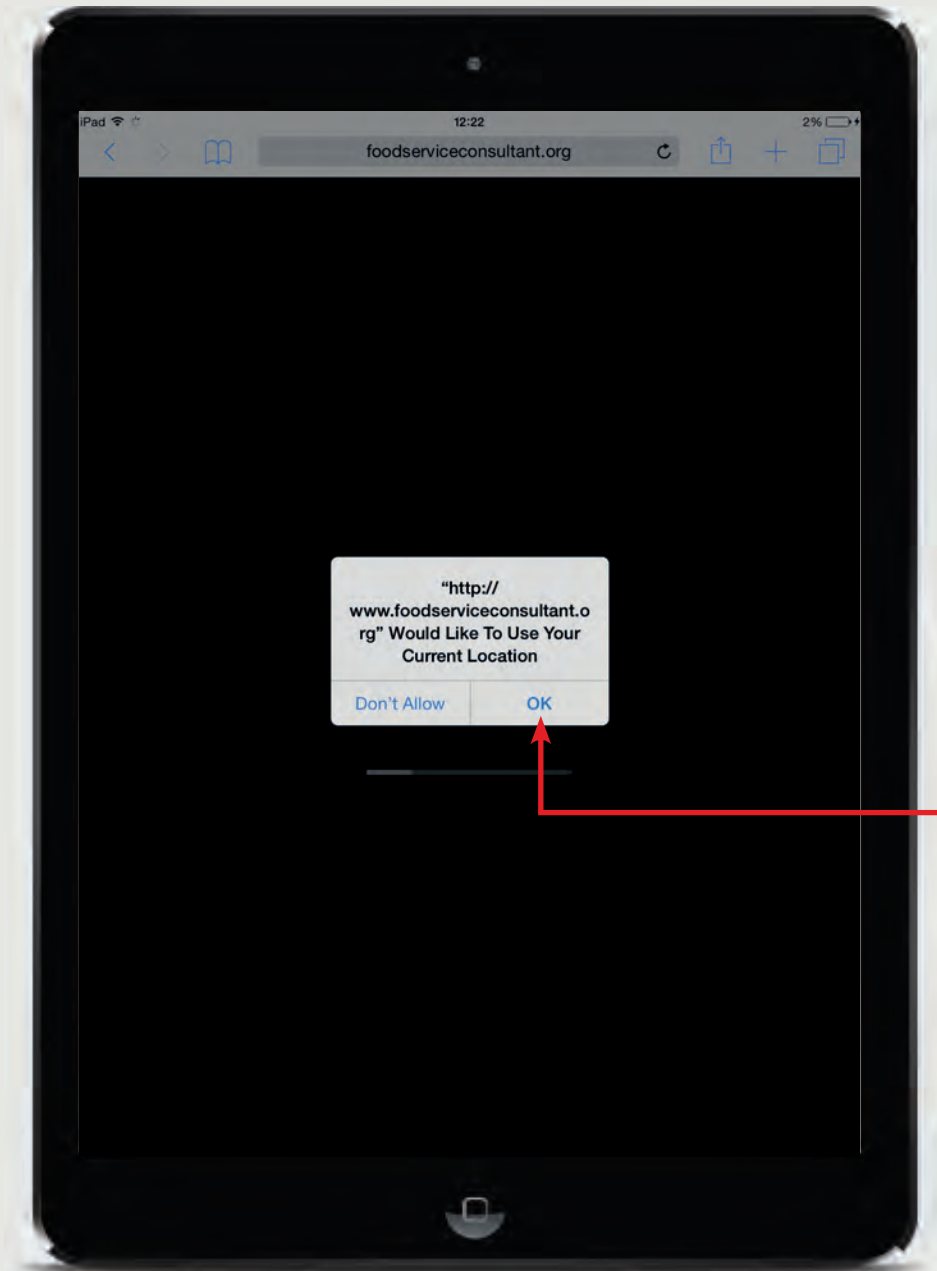 iPad 12:22 2%
foodserviceconsultant.org
“http://
www.foodserviceconsultant.o
rg” Would Like To Use Your
Current Location
Don’t Allow OK